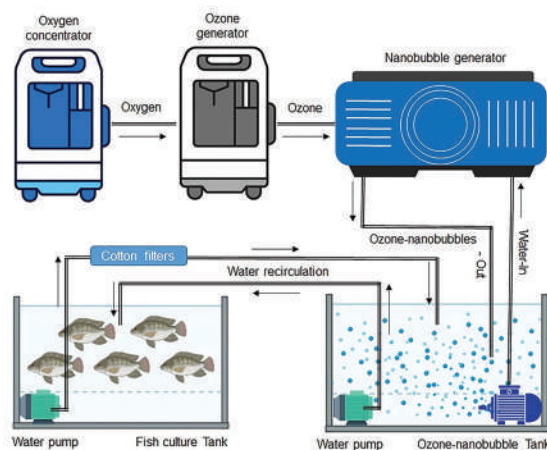 Oxygen
concentrator
Ozone
generator
Nanobubble generator
Oxygen
Ozone
Ozone-nanobubbles
- Out
Water-in
Cotton filters
Water recirculation
Water pump
Fish culture Tank
Water pump
Ozone-nanobubble Tank